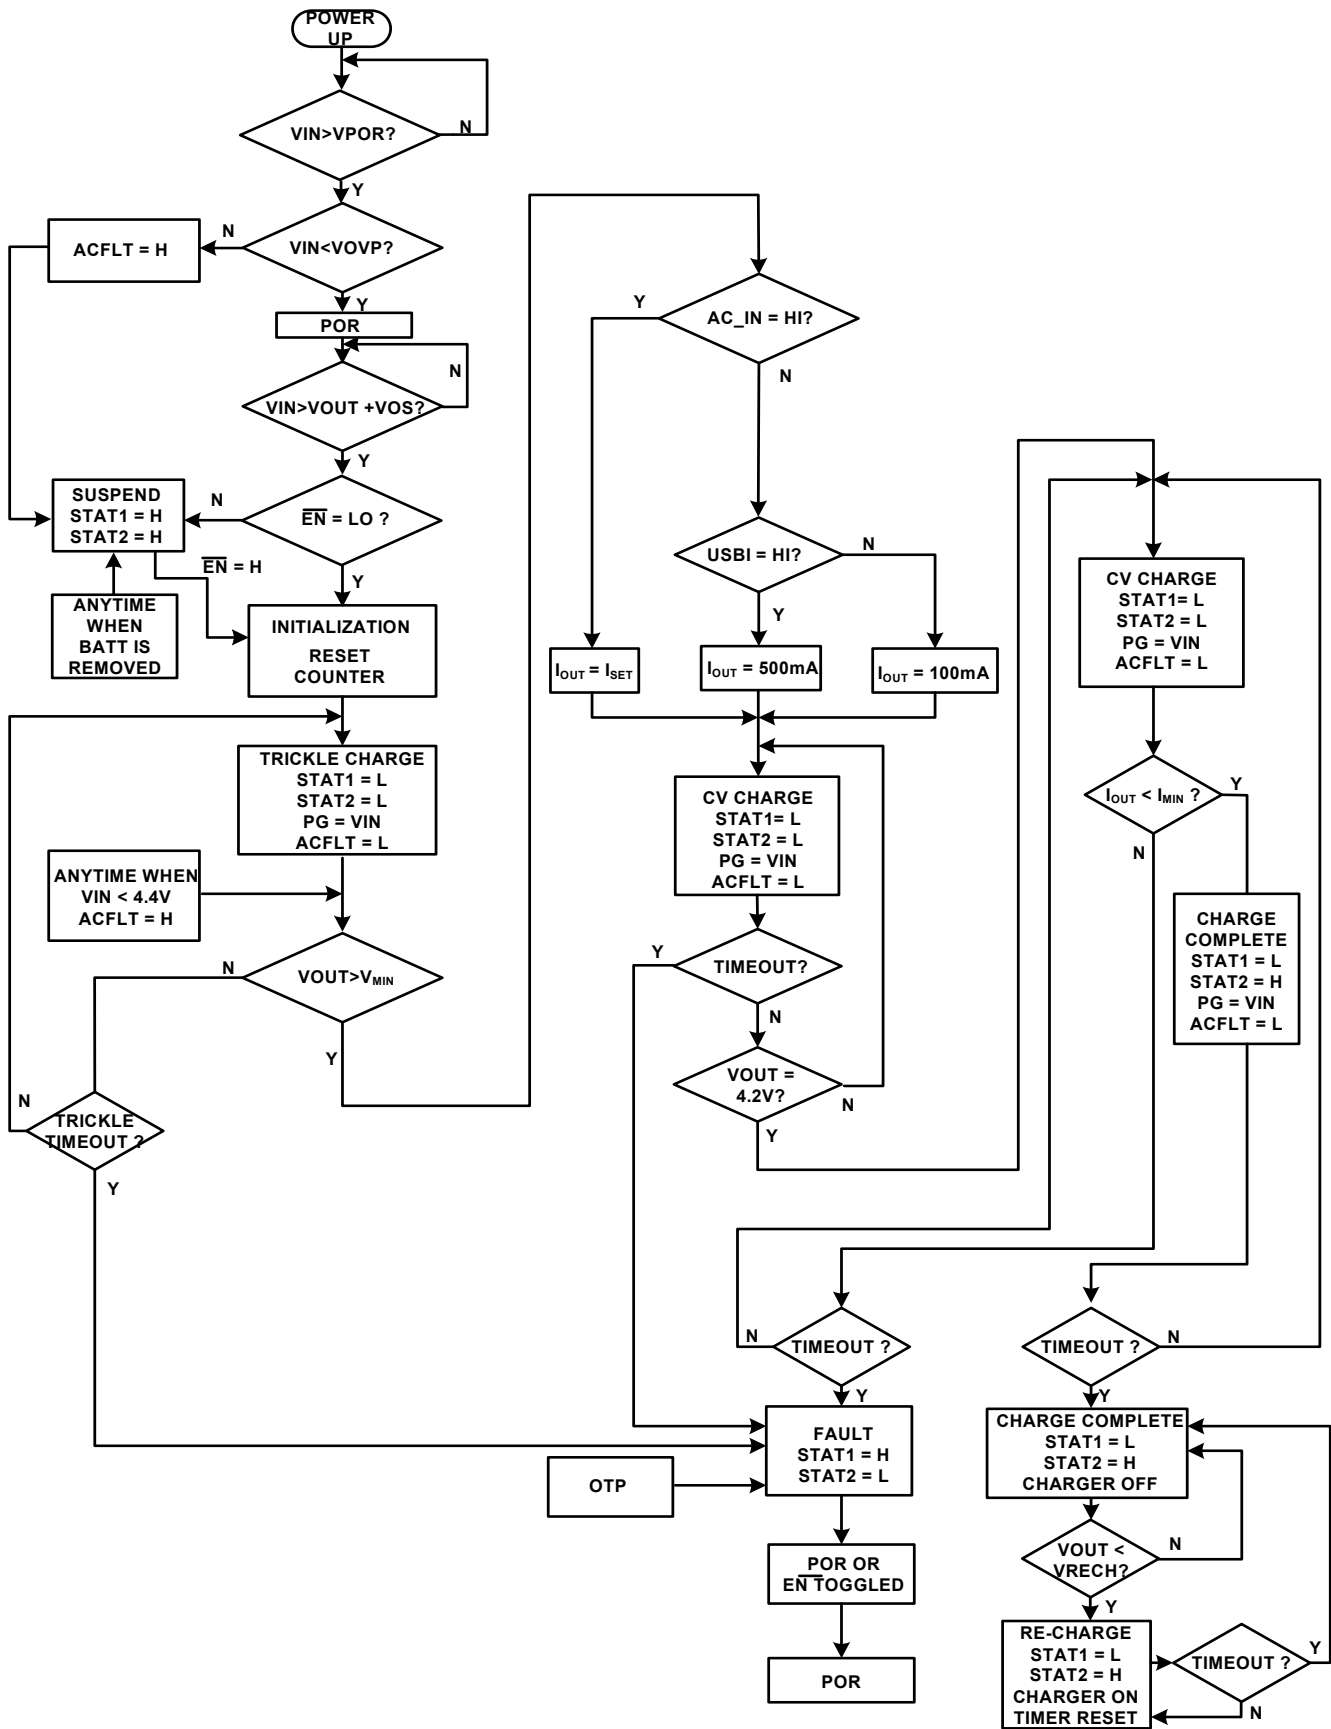 POWER
UP
VIN>VPOR?
N
Y
VIN<VOVP?
N
ACFLT = H
Y
POR
N
VIN>VOUT +VOS?
Y
SUSPEND
STAT1 = H
STAT2 = H
N
E̅N̅ = LO ?
E̅N̅ = H
Y
ANYTIME
WHEN
BATT IS
REMOVED
INITIALIZATION
RESET
COUNTER
TRICKLE CHARGE
STAT1 = L
STAT2 = L
PG = VIN
ACFLT = L
ANYTIME WHEN
VIN < 4.4V
ACFLT = H
N
VOUT>VMIN
Y
N
TRICKLE
TIMEOUT ?
Y
Y
AC_IN = HI?
N
USBI = HI?
N
Y
IOUT = ISET
IOUT = 500mA
IOUT = 100mA
CV CHARGE
STAT1= L
STAT2 = L
PG = VIN
ACFLT = L
Y
TIMEOUT?
N
VOUT =
4.2V?
N
Y
CV CHARGE
STAT1= L
STAT2 = L
PG = VIN
ACFLT = L
IOUT < IMIN ?
Y
N
CHARGE
COMPLETE
STAT1 = L
STAT2 = H
PG = VIN
ACFLT = L
N
TIMEOUT ?
Y
FAULT
STAT1 = H
STAT2 = L
OTP
POR OR
E̅N̅ TOGGLED
POR
TIMEOUT ?
N
Y
CHARGE COMPLETE
STAT1 = L
STAT2 = H
CHARGER OFF
VOUT <
VRECH?
N
Y
RE-CHARGE
STAT1 = L
STAT2 = H
CHARGER ON
TIMER RESET
TIMEOUT ?
Y
N